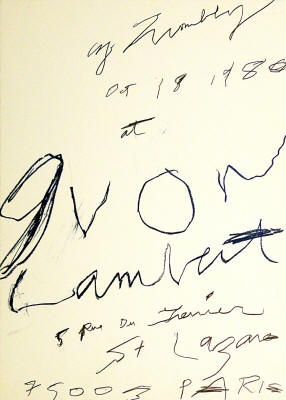 Cy Twombly
Oct 18 1980
at
Yvon
Lambert
5 Rue Du Grenier
St Lazare
75003 PARIS